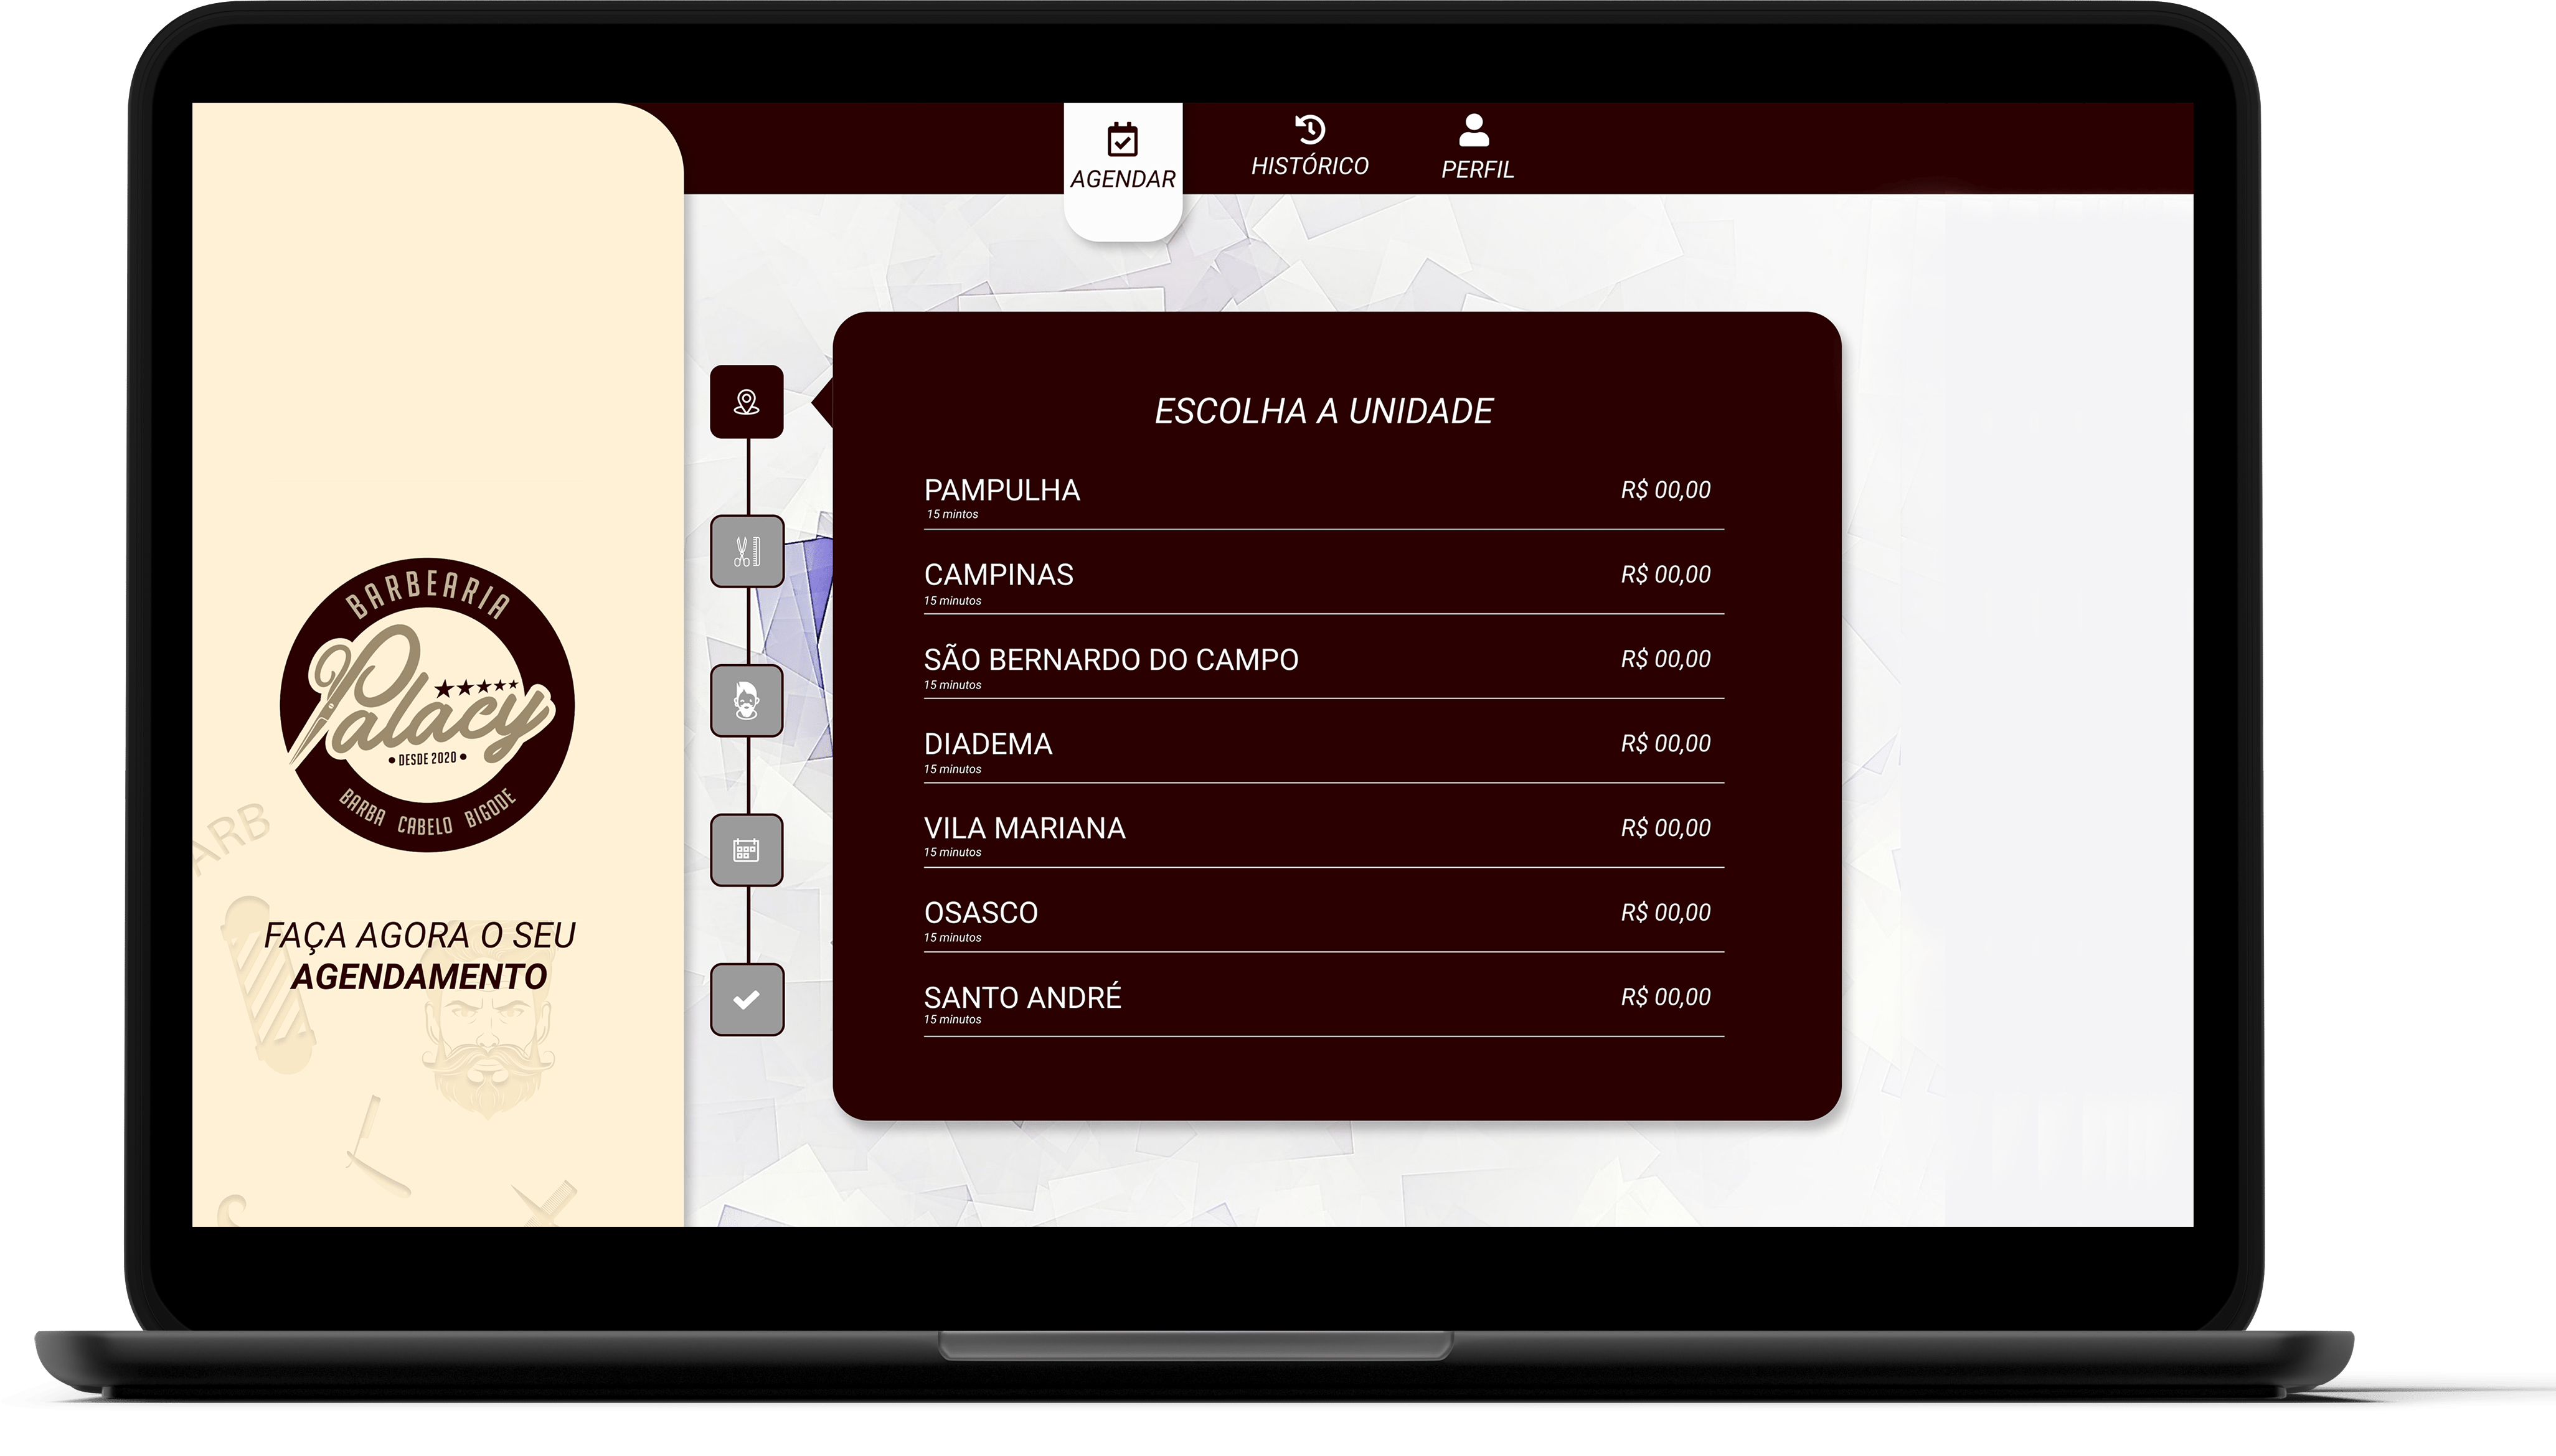 AGENDAR
HISTÓRICO
PERFIL
BARBEARIA
Palacy
• DESDE 2020 •
BARBA CABELO BIGODE
ARB
FAÇA AGORA O SEU
AGENDAMENTO
ESCOLHA A UNIDADE
PAMPULHA R$ 00,00
15 mintos
CAMPINAS R$ 00,00
15 minutos
SÃO BERNARDO DO CAMPO R$ 00,00
15 minutos
DIADEMA R$ 00,00
15 minutos
VILA MARIANA R$ 00,00
15 minutos
OSASCO R$ 00,00
15 minutos
SANTO ANDRÉ R$ 00,00
15 minutos